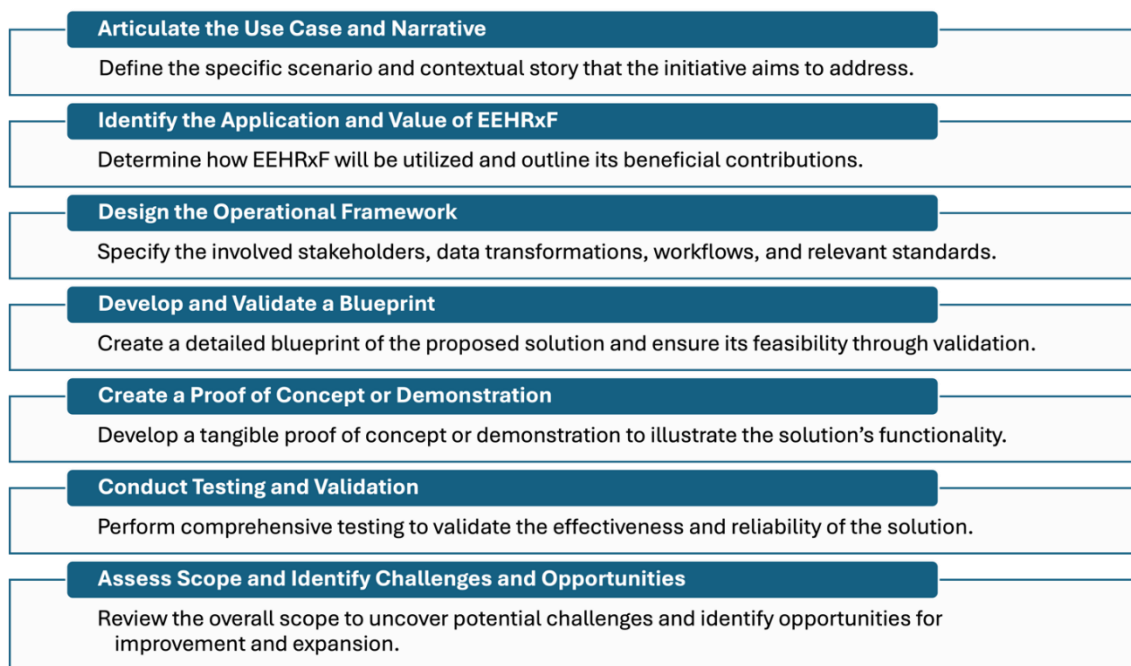 Articulate the Use Case and Narrative
Define the specific scenario and contextual story that the initiative aims to address.
Identify the Application and Value of EEHRxF
Determine how EEHRxF will be utilized and outline its beneficial contributions.
Design the Operational Framework
Specify the involved stakeholders, data transformations, workflows, and relevant standards.
Develop and Validate a Blueprint
Create a detailed blueprint of the proposed solution and ensure its feasibility through validation.
Create a Proof of Concept or Demonstration
Develop a tangible proof of concept or demonstration to illustrate the solution’s functionality.
Conduct Testing and Validation
Perform comprehensive testing to validate the effectiveness and reliability of the solution.
Assess Scope and Identify Challenges and Opportunities
Review the overall scope to uncover potential challenges and identify opportunities for
improvement and expansion.